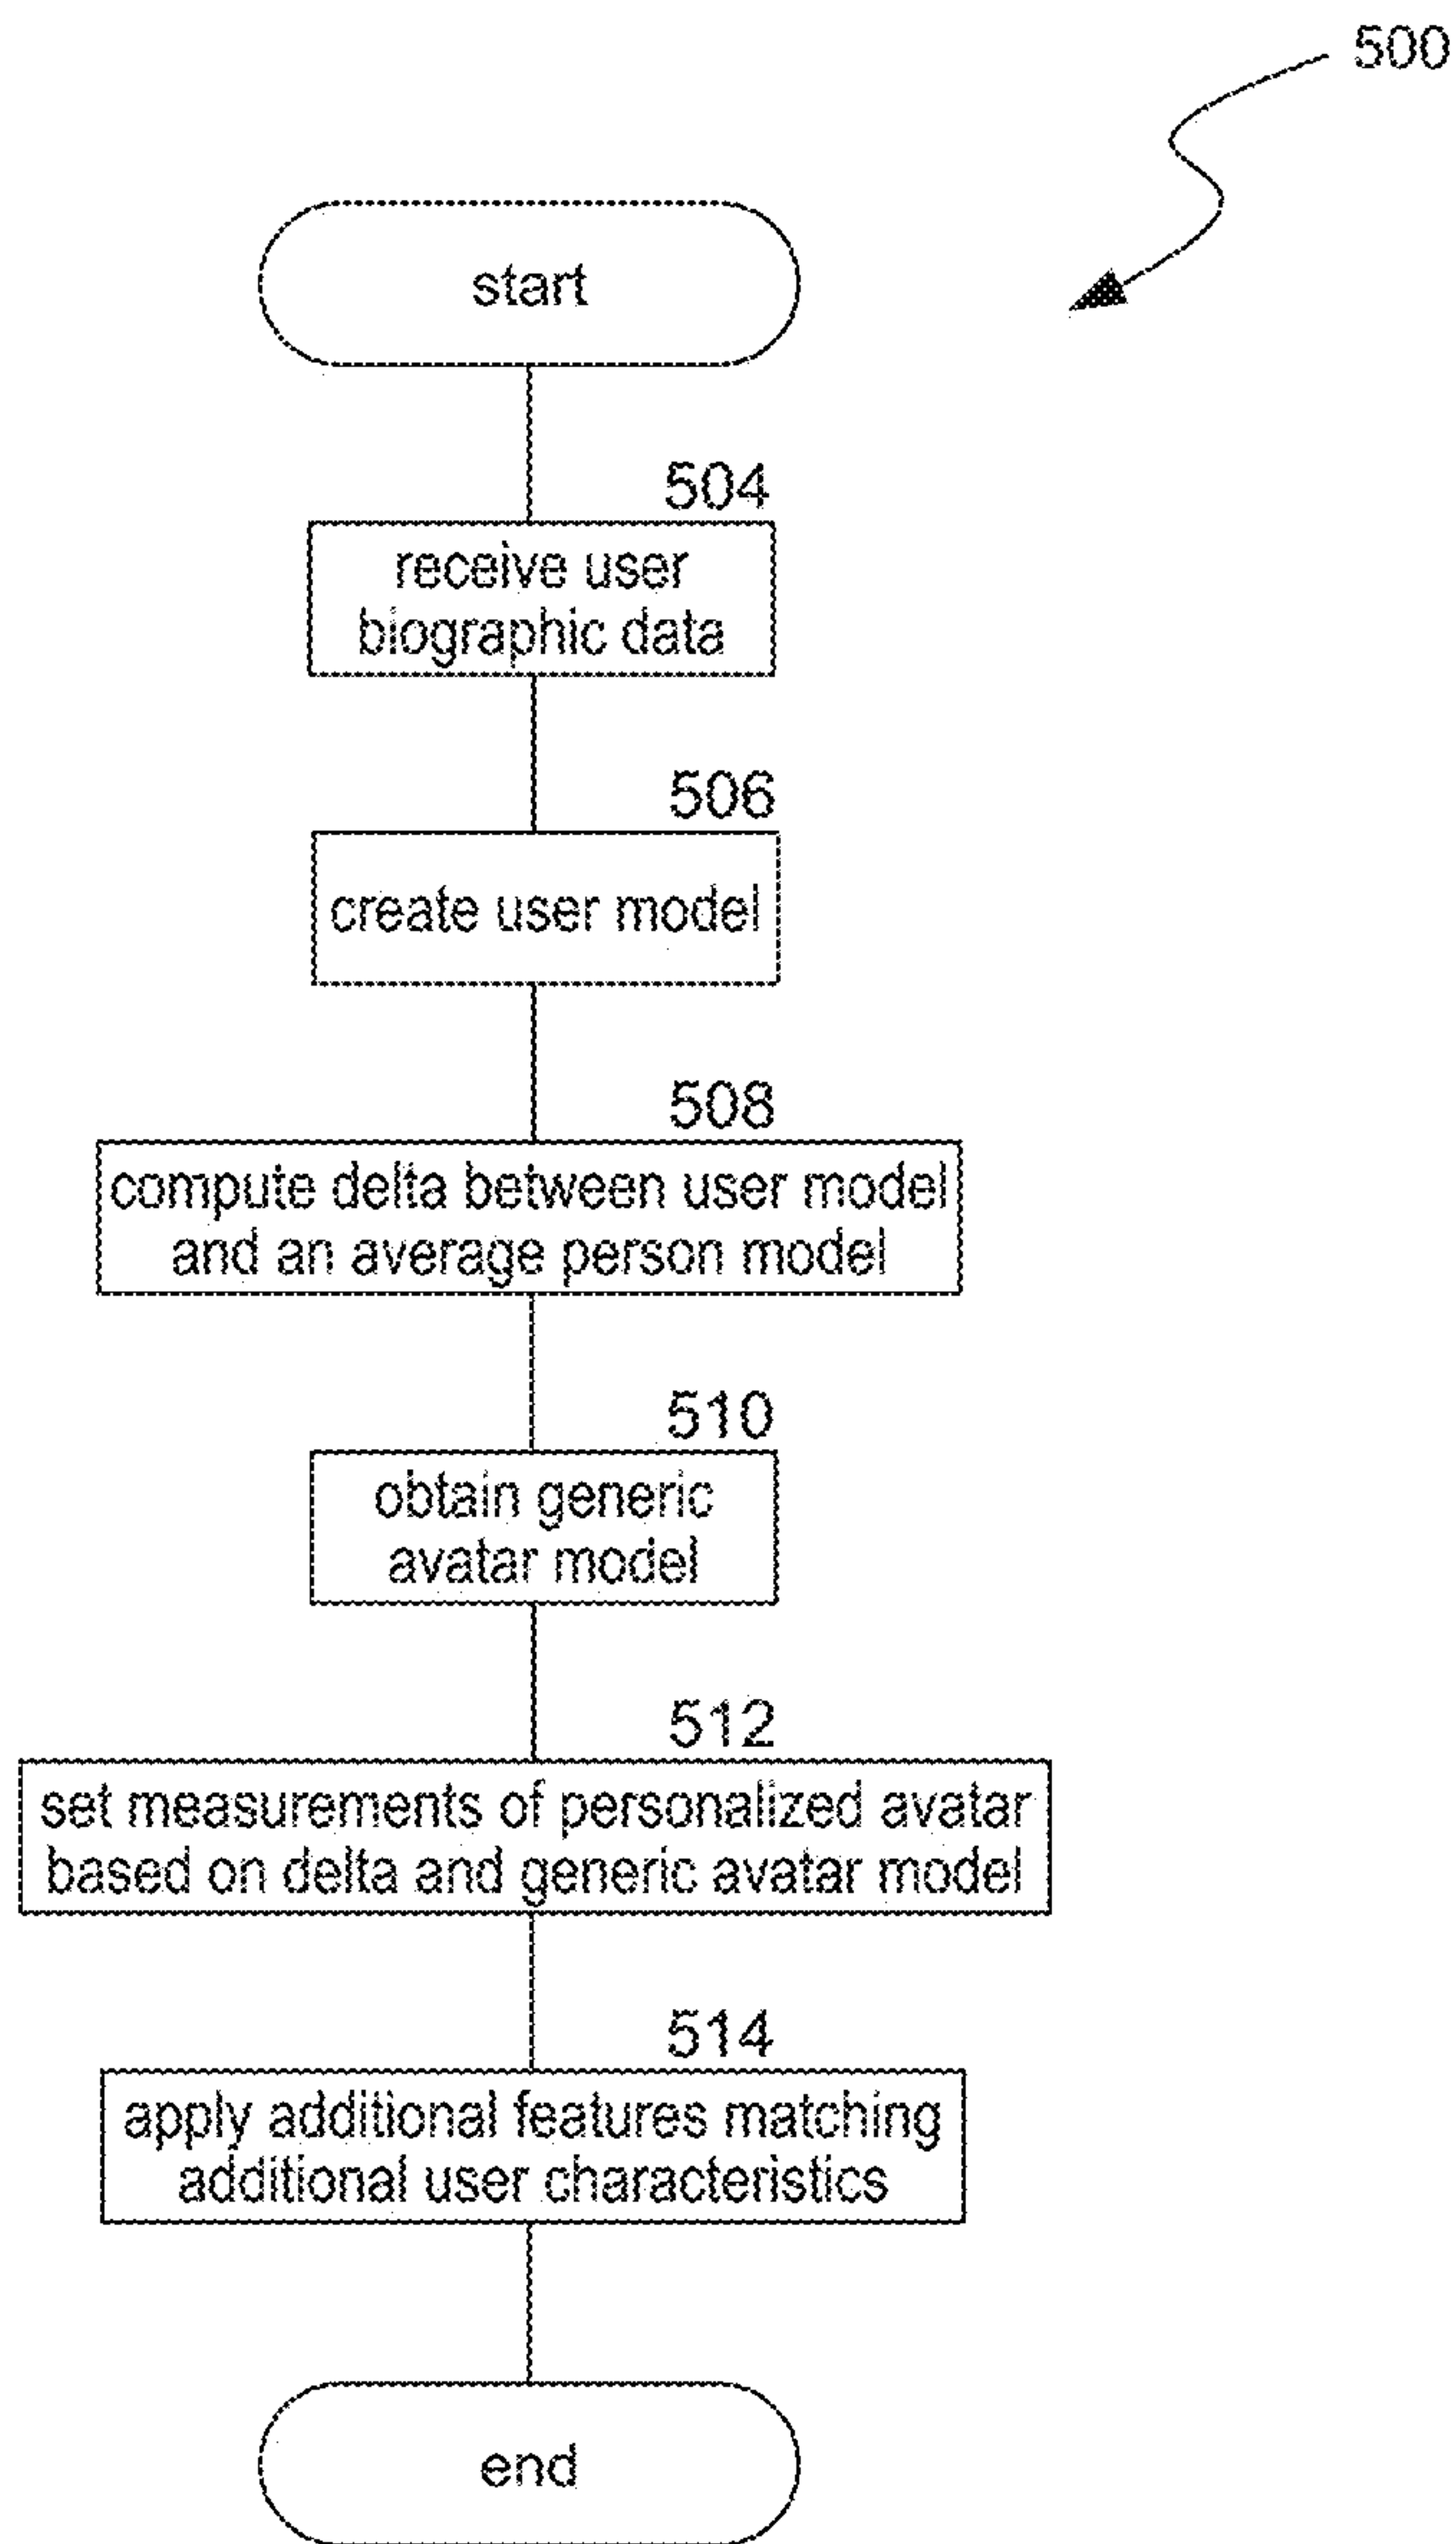 500
start
504
receive user
biographic data
506
create user model
508
compute delta between user model
and an average person model
510
obtain generic
avatar model
512
set measurements of personalized avatar
based on delta and generic avatar model
514
apply additional features matching
additional user characteristics
end